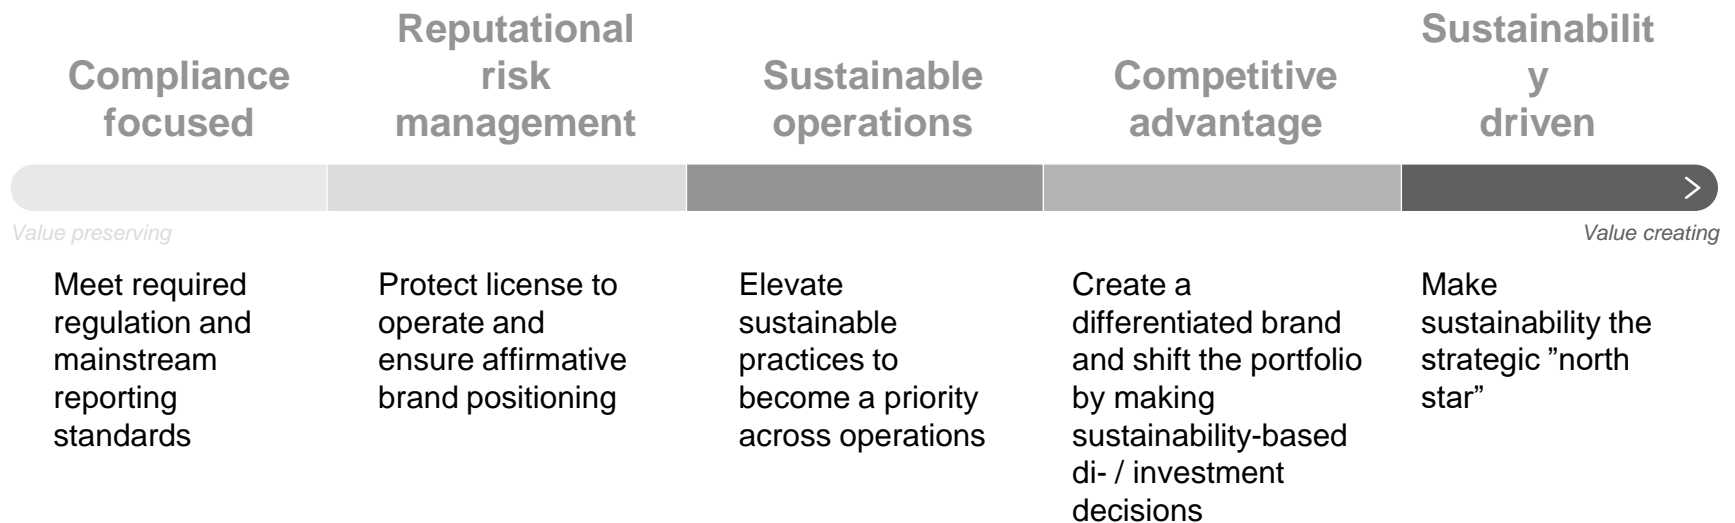 Compliance
focused
Reputational
risk
management
Sustainable
operations
Competitive
advantage
Sustainabilit
y
driven
Value preserving
Value creating
Meet required
regulation and
mainstream
reporting
standards
Protect license to
operate and
ensure affirmative
brand positioning
Elevate
sustainable
practices to
become a priority
across operations
Create a
differentiated brand
and shift the portfolio
by making
sustainability-based
di- / investment
decisions
Make
sustainability the
strategic ”north
star”